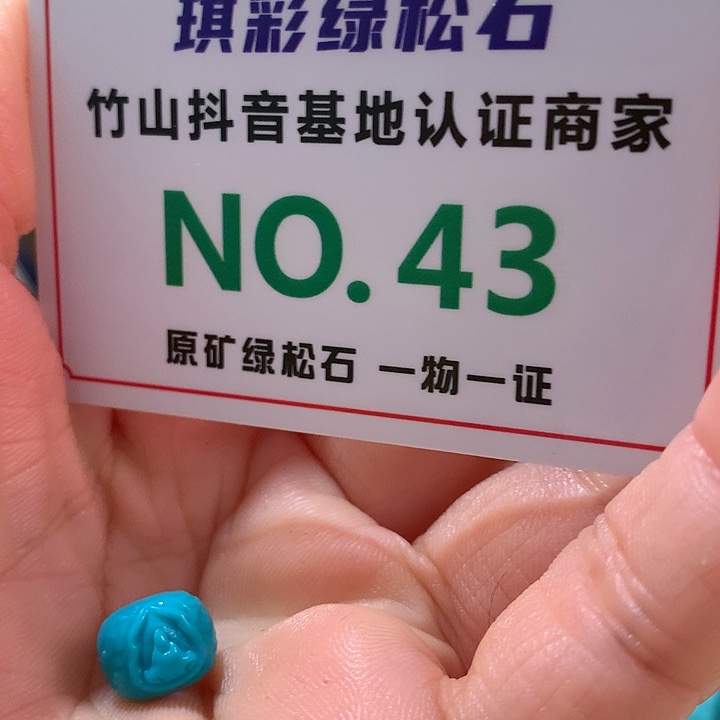 琪彩绿松石
竹山抖音基地认证商家
NO.43
原矿绿松石 一物一证